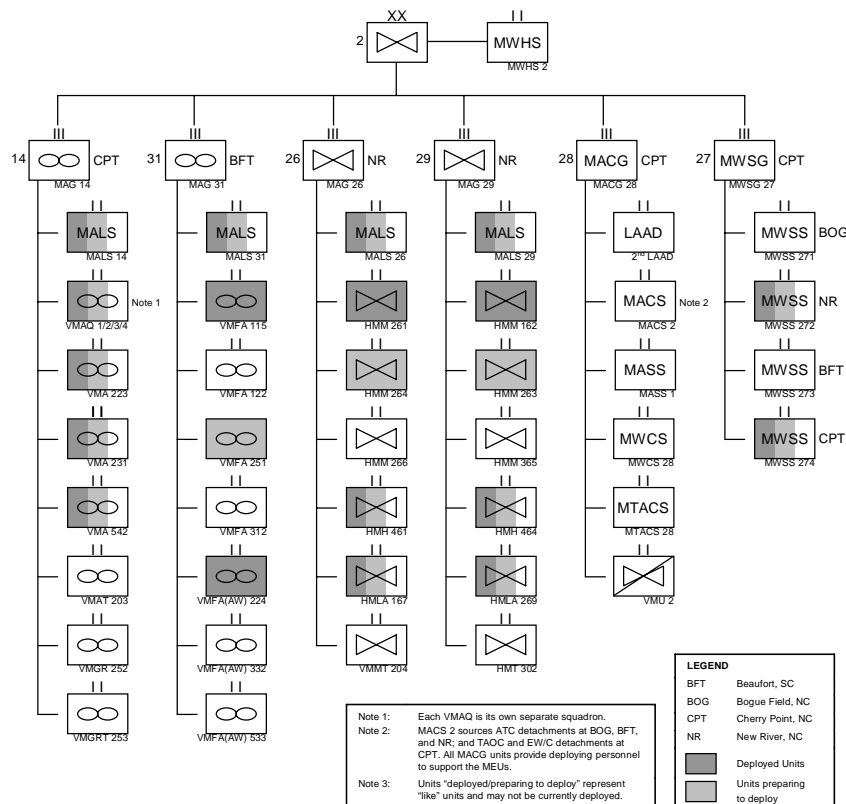 XX
2
II
MWHS
MWHS 2
III
14
CPT
MAG 14
III
31
BFT
MAG 31
III
26
NR
MAG 26
III
29
NR
MAG 29
III
28
MACG
CPT
MACG 28
III
27
MWSG
CPT
MWSG 27
II
MALS
MALS 14
II
Note 1
VMAQ 1/2/3/4
II
VMA 223
II
VMA 231
II
VMA 542
II
VMAT 203
II
VMGR 252
II
VMGRT 253
II
MALS
MALS 31
II
VMFA 115
II
VMFA 122
II
VMFA 251
II
VMFA 312
II
VMFA(AW) 224
II
VMFA(AW) 332
II
VMFA(AW) 533
II
MALS
MALS 26
II
HMM 261
II
HMM 264
II
HMM 266
II
HMH 461
II
HMLA 167
II
VMMT 204
II
MALS
MALS 29
II
HMM 162
II
HMM 263
II
HMM 365
II
HMH 464
II
HMLA 269
II
HMT 302
II
LAAD
2nd LAAD
II
MACS
Note 2
MACS 2
II
MASS
MASS 1
II
MWCS
MWCS 28
II
MTACS
MTACS 28
II
VMU 2
II
MWSS
BOG
MWSS 271
II
MWSS
NR
MWSS 272
II
MWSS
BFT
MWSS 273
II
MWSS
CPT
MWSS 274
Note 1: Each VMAQ is its own separate squadron.
Note 2: MACS 2 sources ATC detachments at BOG, BFT,
and NR; and TAOC and EW/C detachments at
CPT. All MACG units provide deploying personnel
to support the MEUs.
Note 3: Units “deployed/preparing to deploy” represent
“like” units and may not be currently deployed.
LEGEND
BFT Beaufort, SC
BOG Bogue Field, NC
CPT Cherry Point, NC
NR New River, NC
Deployed Units
Units preparing
to deploy